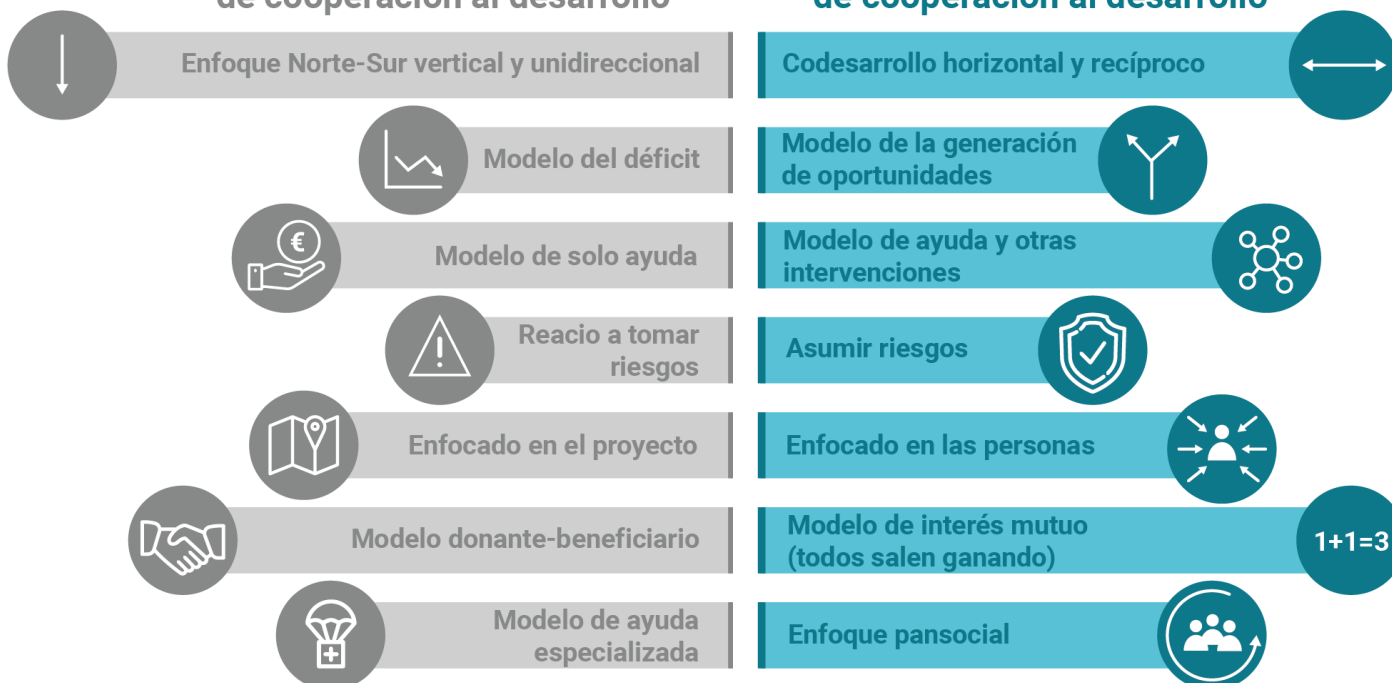 de cooperación al desarrollo
de cooperación al desarrollo
Enfoque Norte-Sur vertical y unidireccional
Codesarrollo horizontal y recíproco
Modelo del déficit
Modelo de la generación
de oportunidades
€
Modelo de solo ayuda
Modelo de ayuda y otras
intervenciones
Reacio a tomar
riesgos
Asumir riesgos
Enfocado en el proyecto
Enfocado en las personas
Modelo donante-beneficiario
Modelo de interés mutuo
(todos salen ganando)
1+1=3
Modelo de ayuda
especializada
Enfoque pansocial